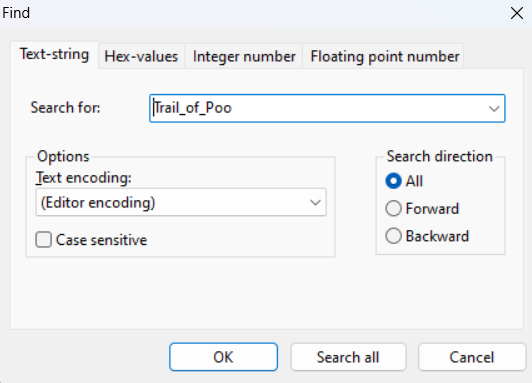 Find
Text-string Hex-values Integer number Floating point number
Search for: Trail_of_Poo
Options
Text encoding:
(Editor encoding)
Case sensitive
Search direction
All
Forward
Backward
OK Search all Cancel